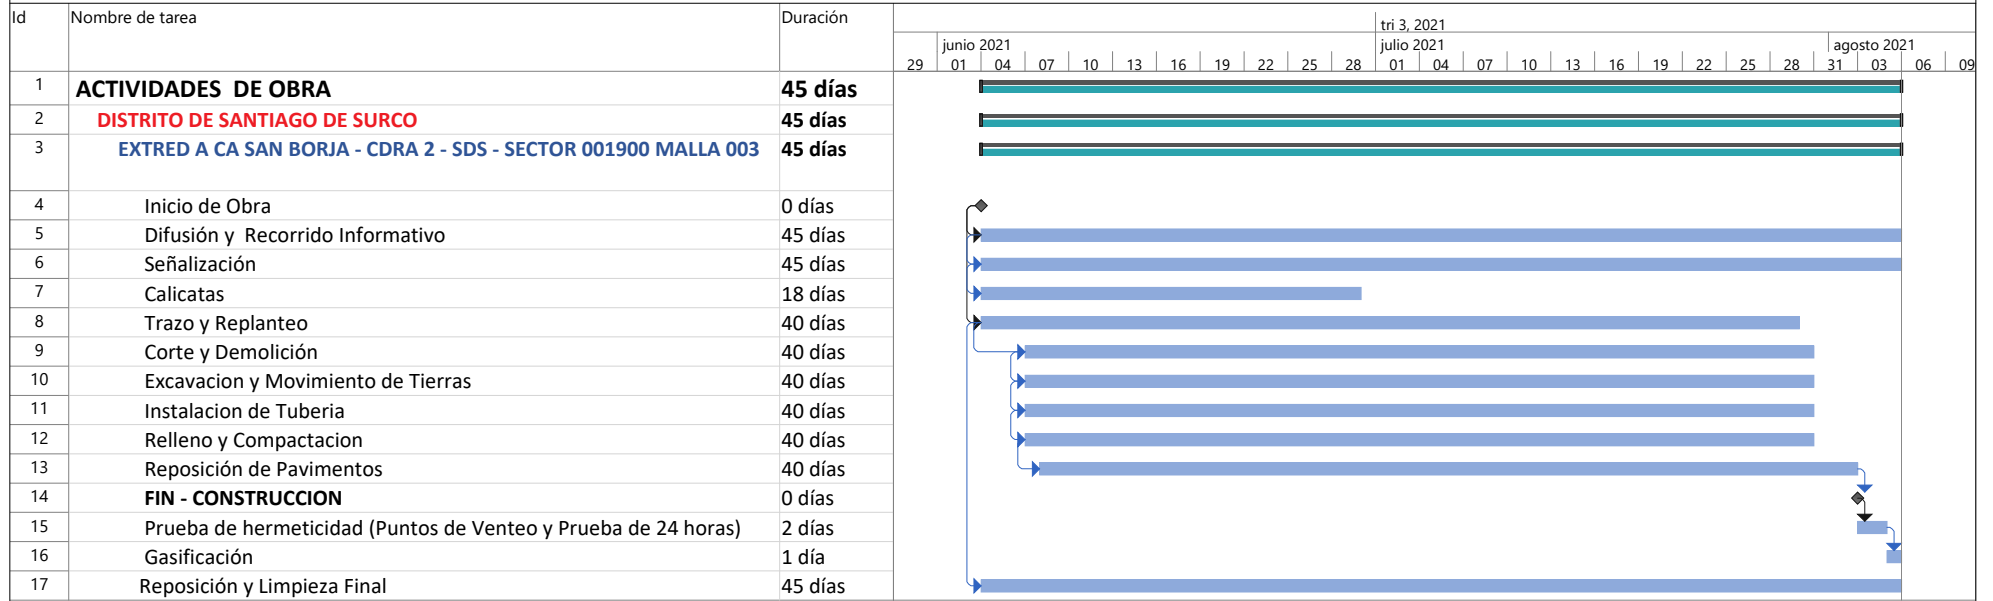 Id Nombre de tarea Duración
tri 3, 2021
junio 2021 julio 2021 agosto 2021
29 01 04 07 10 13 16 19 22 25 28 01 04 07 10 13 16 19 22 25 28 31 03 06 09
1 ACTIVIDADES DE OBRA 45 días
2 DISTRITO DE SANTIAGO DE SURCO 45 días
3 EXTRED A CA SAN BORJA - CDRA 2 - SDS - SECTOR 001900 MALLA 003 45 días
4 Inicio de Obra 0 días
5 Difusión y Recorrido Informativo 45 días
6 Señalización 45 días
7 Calicatas 18 días
8 Trazo y Replanteo 40 días
9 Corte y Demolición 40 días
10 Excavacion y Movimiento de Tierras 40 días
11 Instalacion de Tuberia 40 días
12 Relleno y Compactacion 40 días
13 Reposición de Pavimentos 40 días
14 FIN - CONSTRUCCION 0 días
15 Prueba de hermeticidad (Puntos de Venteo y Prueba de 24 horas) 2 días
16 Gasificación 1 día
17 Reposición y Limpieza Final 45 días